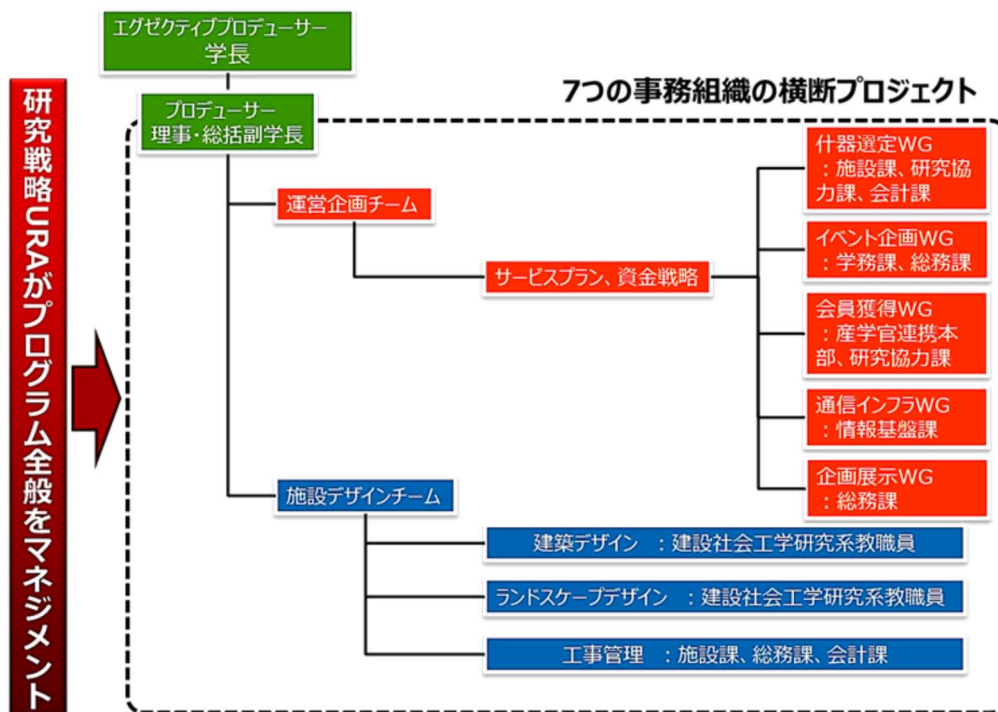 エグゼクティブプロデューサー
学長
プロデューサー
理事・総括副学長
7つの事務組織の横断プロジェクト
研究戦略URAがプログラム全般をマネジメント
運営企画チーム
サービスプラン、資金戦略
什器選定WG
：施設課、研究協
力課、会計課
イベント企画WG
：学務課、総務課
会員獲得WG
：産学官連携本
部、研究協力課
通信インフラWG
：情報基盤課
企画展示WG
：総務課
施設デザインチーム
建築デザイン ：建設社会工学研究系教職員
ランドスケープデザイン ：建設社会工学研究系教職員
工事管理 ：施設課、総務課、会計課